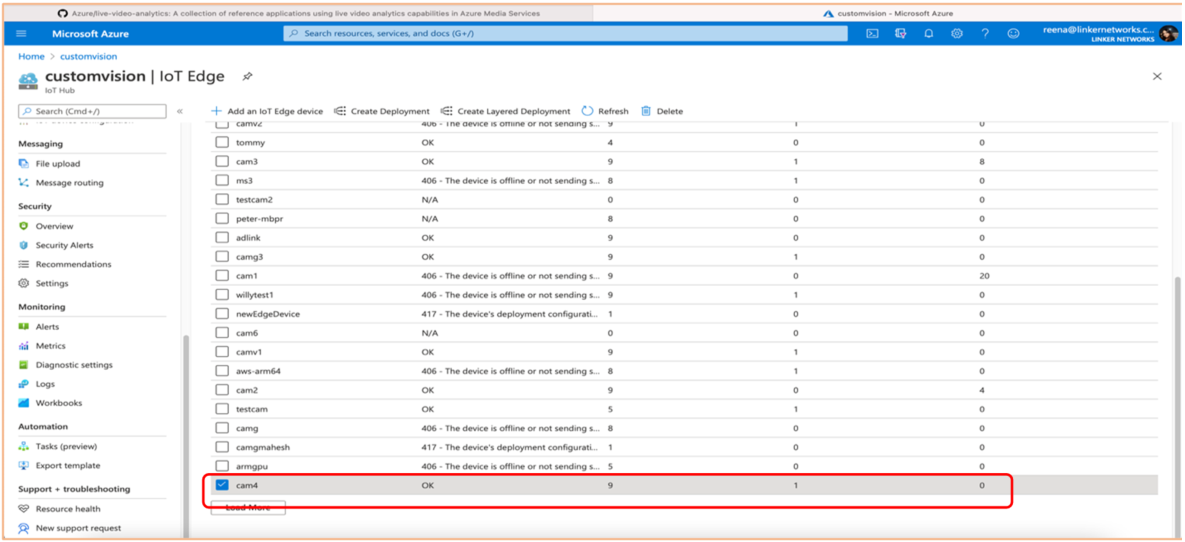 Azure/live-video-analytics: A collection of reference applications using live video analytics capabilities in Azure Media Services
customvision - Microsoft Azure
Microsoft Azure
Search resources, services, and docs (G+/)
reena@linkernetworks.c...
LINKER NETWORKS
Home > customvision
customvision | IoT Edge
IoT Hub
Search (Cmd+/)
Add an IoT Edge device Create Deployment Create Layered Deployment Refresh Delete
Messaging
File upload
Message routing
Security
Overview
Security Alerts
Recommendations
Settings
Monitoring
Alerts
Metrics
Diagnostic settings
Logs
Workbooks
Automation
Tasks (preview)
Export template
Support + troubleshooting
Resource health
New support request
camv2 406 - The device is offline or not sending s... 9 1 0
tommy OK 4 0 0
cam3 OK 9 1 8
ms3 406 - The device is offline or not sending s... 8 1 0
testcam2 N/A 0 0 0
peter-mbpr N/A 8 0 0
adlink OK 9 0 0
camg3 OK 9 1 0
cam1 406 - The device is offline or not sending s... 9 0 20
willytest1 406 - The device is offline or not sending s... 9 1 0
newEdgeDevice 417 - The device's deployment configurati... 1 0 0
cam6 N/A 0 0 0
camv1 OK 9 1 0
aws-arm64 406 - The device is offline or not sending s... 8 1 0
cam2 OK 9 0 4
testcam OK 5 1 0
camg 406 - The device is offline or not sending s... 8 0 0
camgmahesh 417 - The device's deployment configurati... 1 0 0
armgpu 406 - The device is offline or not sending s... 5 0 0
cam4 OK 9 1 0
Load More